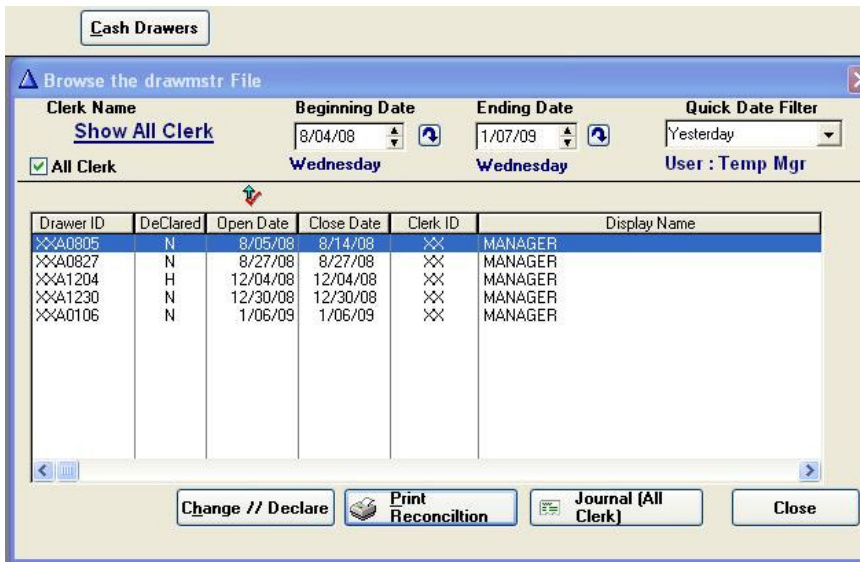 Cash Drawers
Browse the drawmstr File
Clerk Name Beginning Date Ending Date Quick Date Filter
Show All Clerk 8/04/08 1/07/09 Yesterday
All Clerk Wednesday Wednesday User : Temp Mgr
Drawer ID DeClared Open Date Close Date Clerk ID Display Name
XXA0805 N 8/05/08 8/14/08 XX MANAGER
XXA0827 N 8/27/08 8/27/08 XX MANAGER
XXA1204 H 12/04/08 12/04/08 XX MANAGER
XXA1230 N 12/30/08 12/30/08 XX MANAGER
XXA0106 N 1/06/09 1/06/09 XX MANAGER
Change // Declare Print Reconciltion Journal (All Clerk) Close